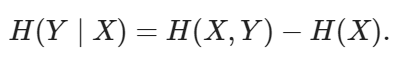 H(Y | X) = H(X, Y) − H(X).